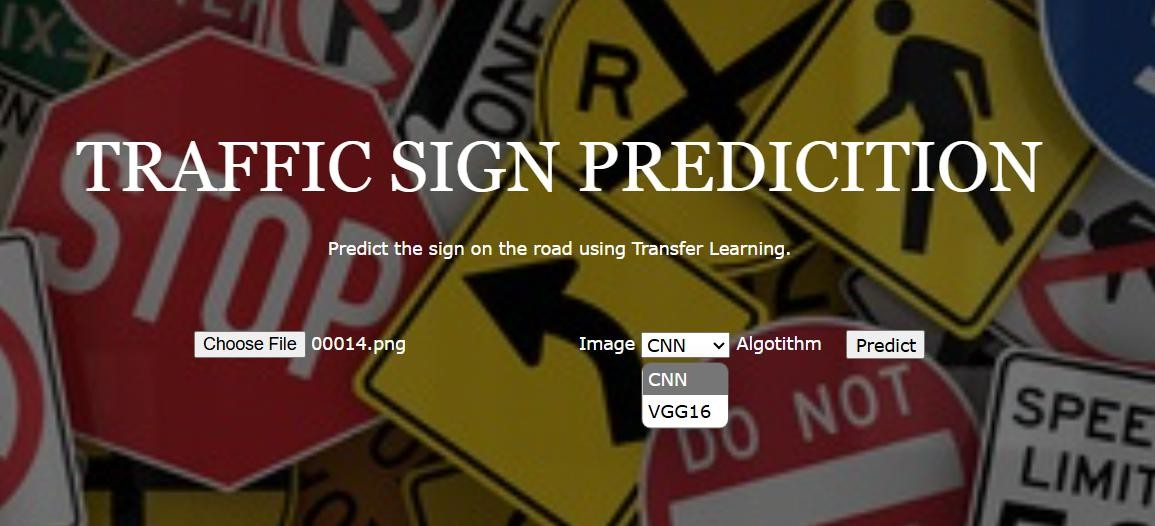 EXI
P
ONE
R
TRAFFIC SIGN PREDICITION
STOP
Predict the sign on the road using Transfer Learning.
Choose File 00014.png Image CNN Algotithm Predict
CNN
VGG16
DO NOT
SPEE
LIMIT